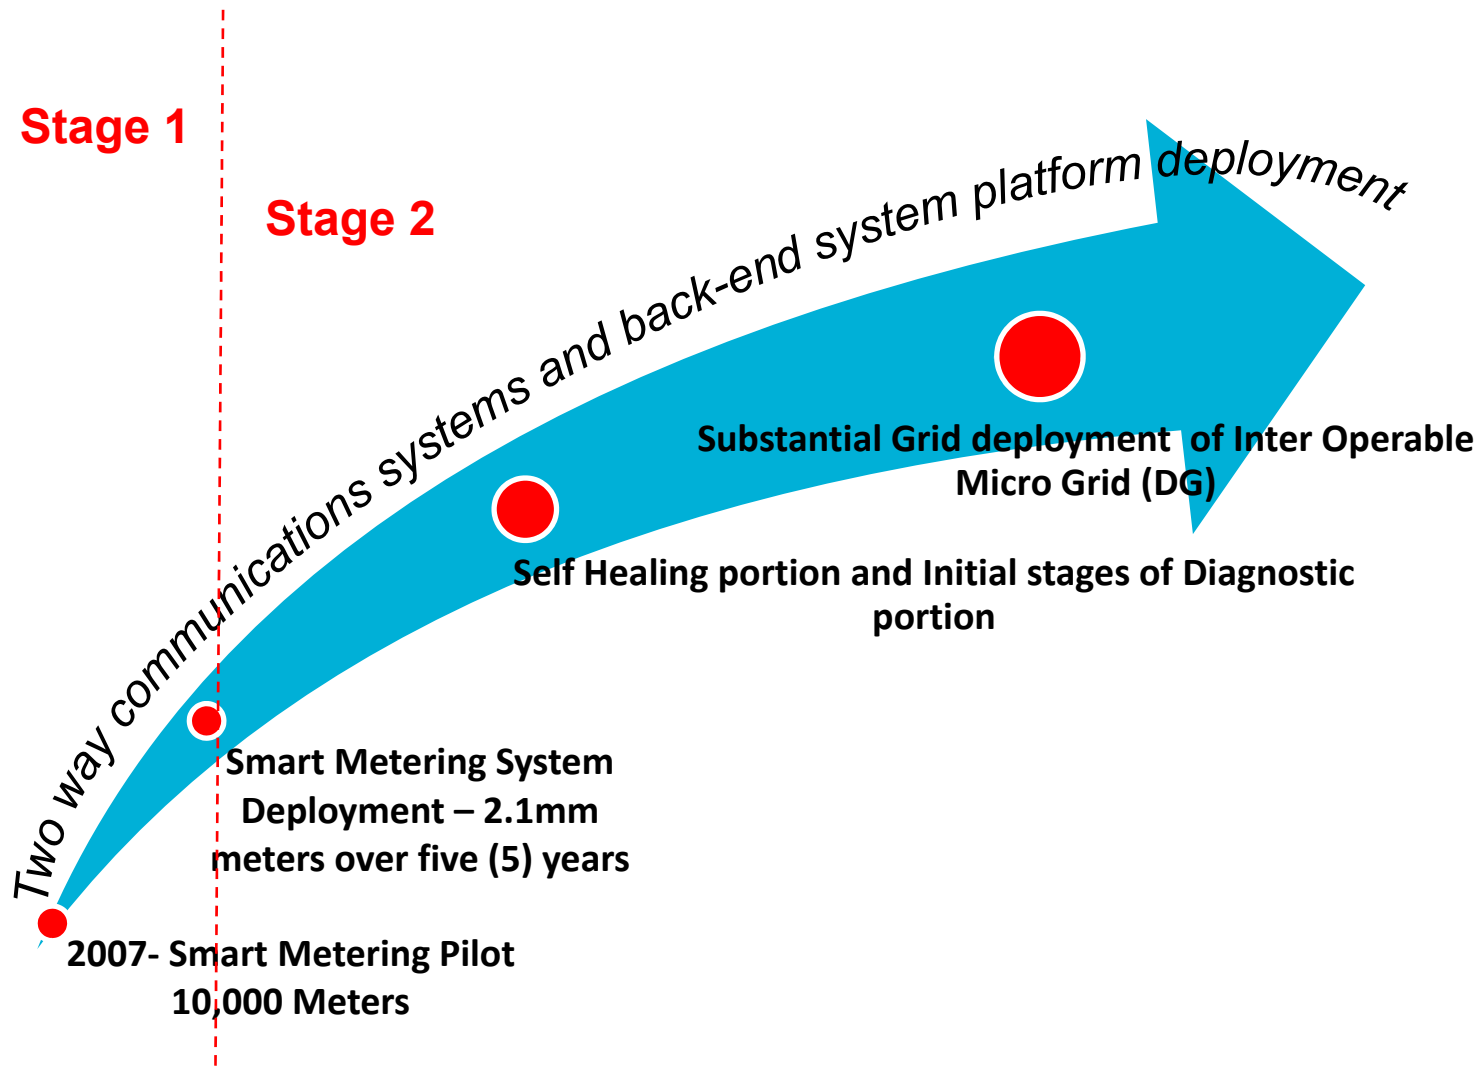 Stage 1
Stage 2
Two way communications systems and back-end system platform deployment
Substantial Grid deployment  of Inter Operable
Micro Grid (DG)
Self Healing portion and Initial stages of Diagnostic
portion
Smart Metering System
Deployment – 2.1mm
meters over five (5) years
2007- Smart Metering Pilot
10,000 Meters